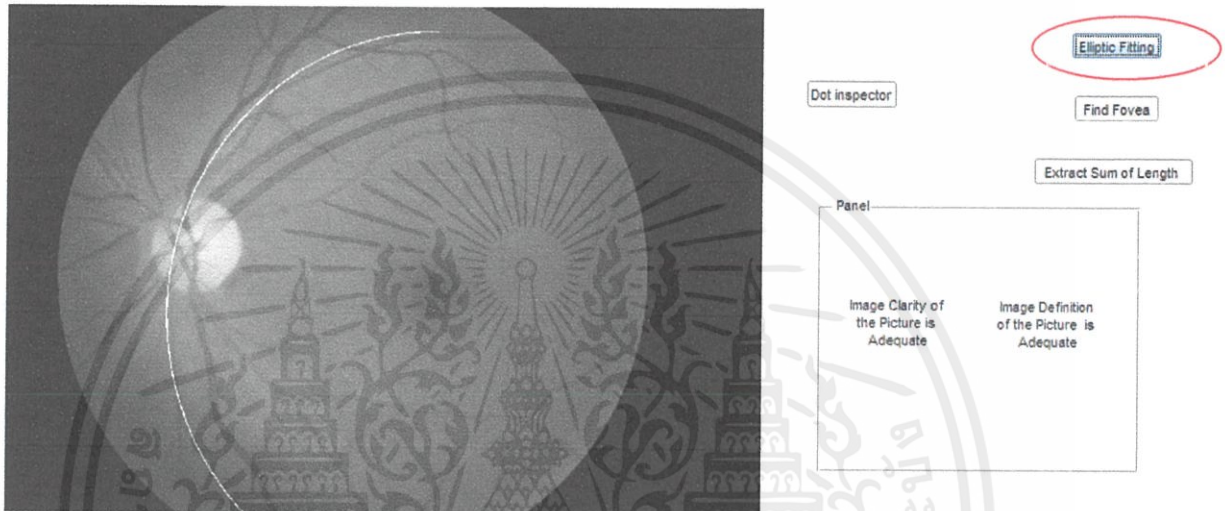 Elliptic Fitting
Dot inspector
Find Fovea
Extract Sum of Length
Panel
Image Clarity of
the Picture is
Adequate
Image Definition
of the Picture is
Adequate